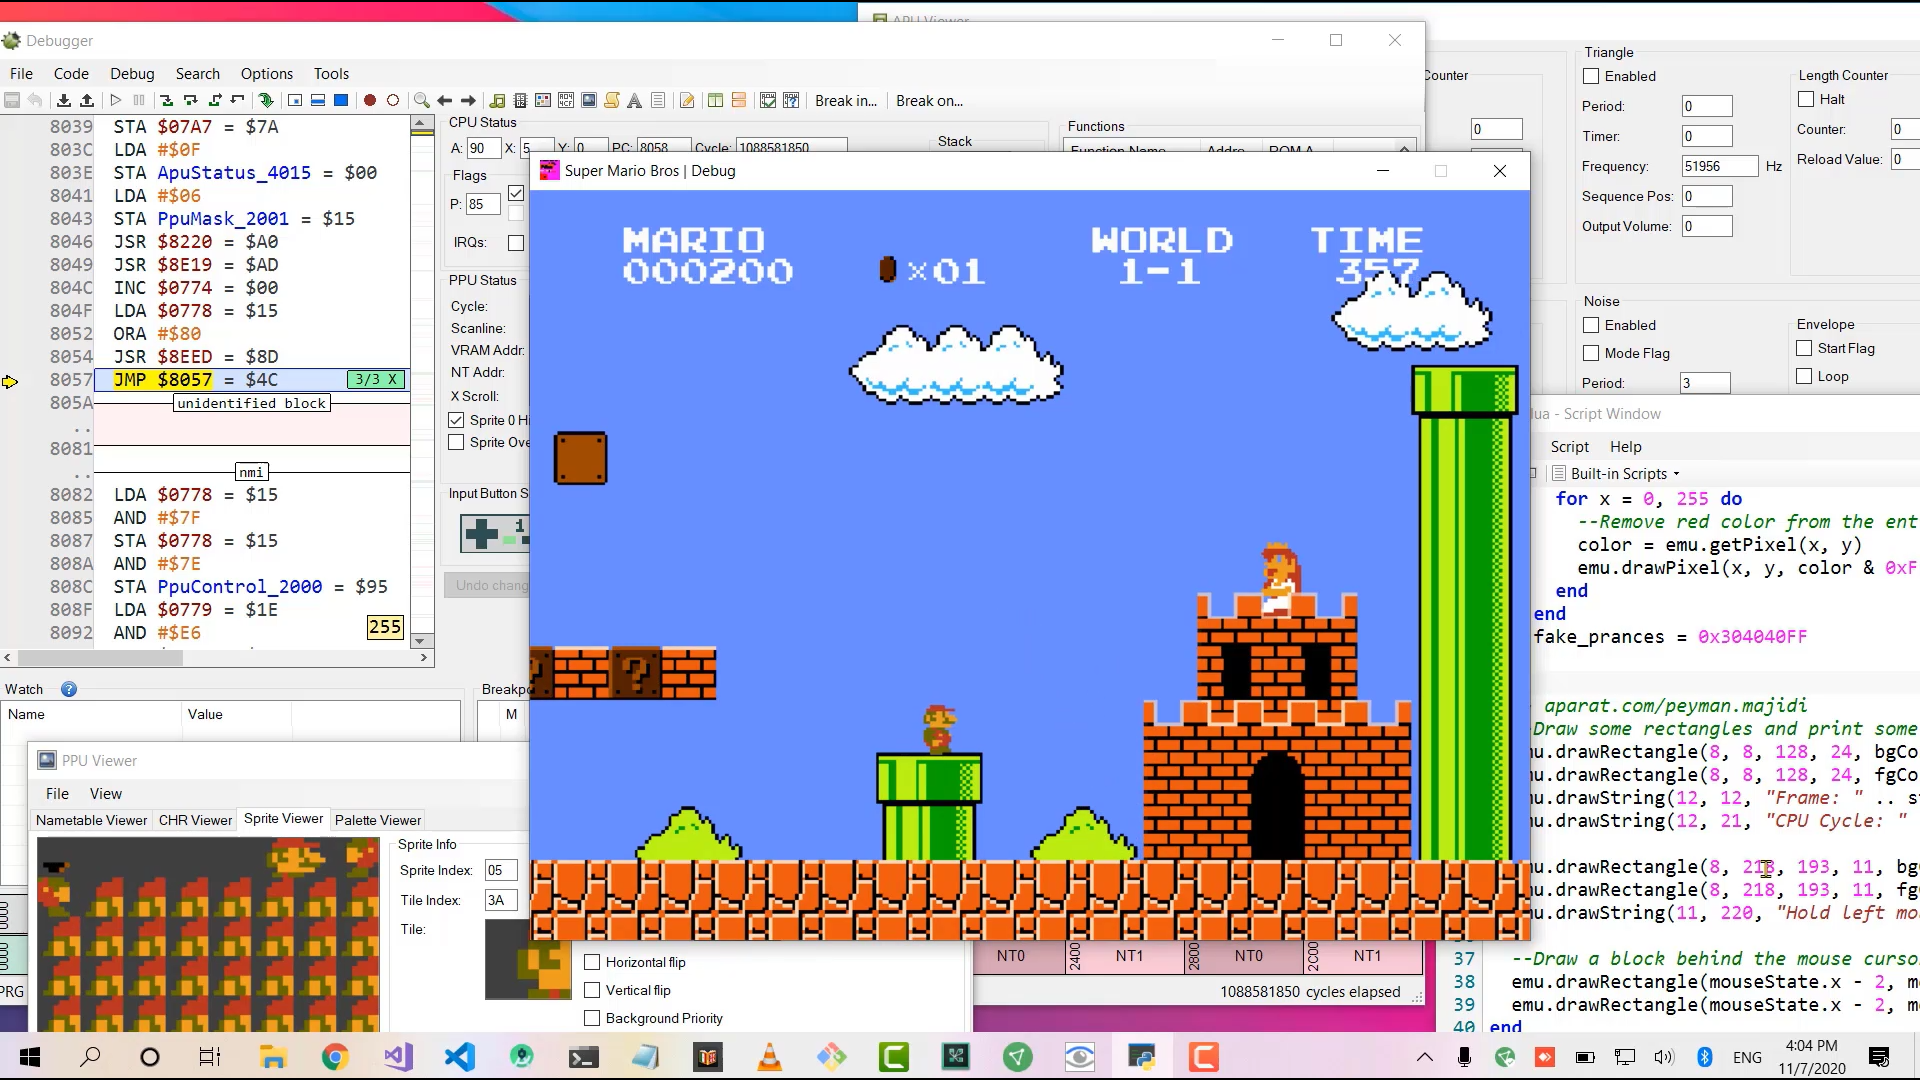 APU Viewer
Debugger
File Code Debug Search Options Tools
Break in... Break on...
8039 STA $07A7 = $7A
803C LDA #$0F
803E STA ApuStatus_4015 = $00
8041 LDA #$06
8043 STA PpuMask_2001 = $15
8046 JSR $8220 = $A0
8049 JSR $8E19 = $AD
804C INC $0774 = $00
804F LDA $0778 = $15
8052 ORA #$80
8054 JSR $8EED = $8D
8057 JMP $8057 = $4C 3/3 X
805A unidentified block
..
8081
.. nmi
8082 LDA $0778 = $15
8085 AND #$7F
8087 STA $0778 = $15
808A AND #$7E
808C STA PpuControl_2000 = $95
808F LDA $0779 = $1E
8092 AND #$E6
255
CPU Status
A: 90 X: 5 Y: 0 PC: 8058 Cycle: 1088581850
Stack
Flags
P: 85
IRQs:
PPU Status
Cycle:
Scanline:
VRAM Addr:
NT Addr:
X Scroll:
Sprite 0 Hi
Sprite Ove
Input Button S
1
Undo chang
Functions
Function Name Addre ROM A
Watch
Name Value
Breakp
M
Super Mario Bros | Debug
MARIO WORLD TIME
000200 ×01 1-1 357
?
?
PPU Viewer
File View
Nametable Viewer CHR Viewer Sprite Viewer Palette Viewer
Sprite Info
Sprite Index: 05
Tile Index: 3A
Tile:
Horizontal flip
Vertical flip
Background Priority
0000
0000
PRG
NT0 2400 NT1 2800 NT0 2C00 NT1
1088581850 cycles elapsed
Counter
0
Triangle
Enabled
Period: 0
Timer: 0
Frequency: 51956 Hz
Sequence Pos: 0
Output Volume: 0
Length Counter
Halt
Counter: 0
Reload Value: 0
Noise
Enabled
Mode Flag
Period: 3
Envelope
Start Flag
Loop
lua - Script Window
Script Help
Built-in Scripts
for x = 0, 255 do
--Remove red color from the ent
color = emu.getPixel(x, y)
emu.drawPixel(x, y, color & 0xF
end
end
fake_prances = 0x304040FF
aparat.com/peyman.majidi
Draw some rectangles and print some
mu.drawRectangle(8, 8, 128, 24, bgCo
mu.drawRectangle(8, 8, 128, 24, fgCo
mu.drawString(12, 12, "Frame: " .. s
mu.drawString(12, 21, "CPU Cycle: "
mu.drawRectangle(8, 218, 193, 11, bg
mu.drawRectangle(8, 218, 193, 11, fg
mu.drawString(11, 220, "Hold left mo
37 --Draw a block behind the mouse curso
38 emu.drawRectangle(mouseState.x - 2, m
39 emu.drawRectangle(mouseState.x - 2, m
40 end
ENG
4:04 PM
11/7/2020